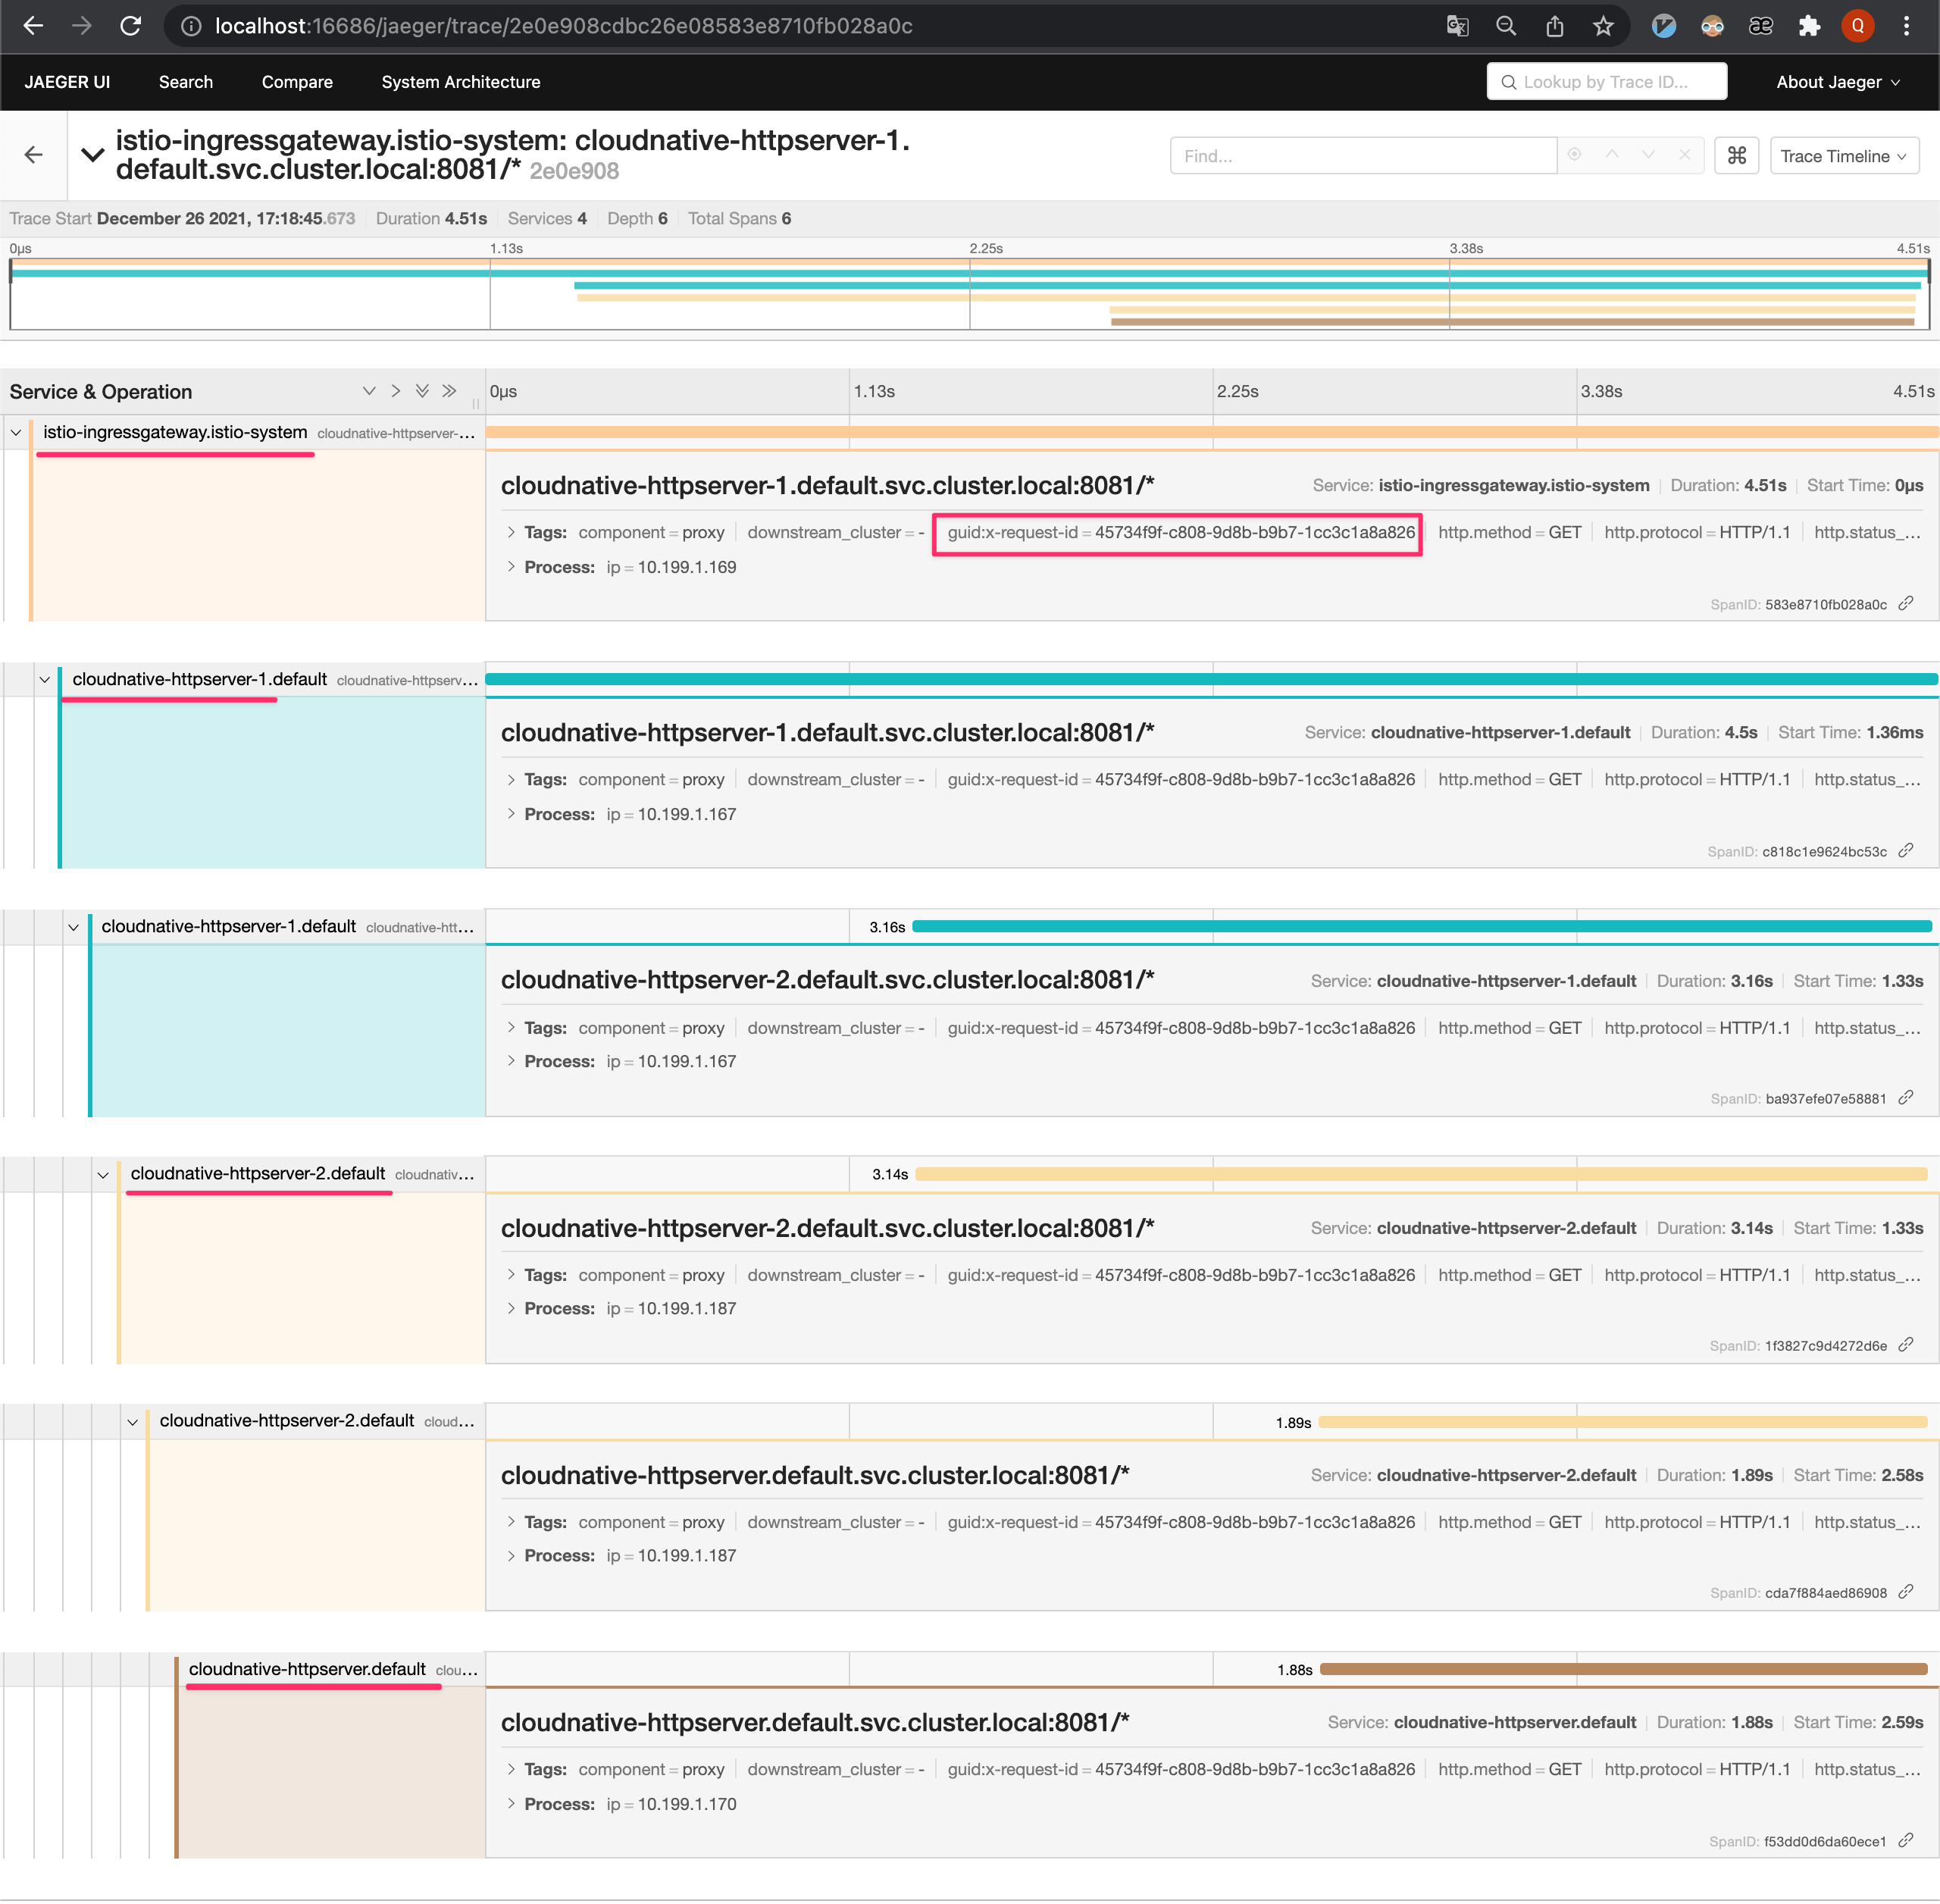 localhost:16686/jaeger/trace/2e0e908cdbc26e08583e8710fb028a0c
Q
JAEGER UI Search Compare System Architecture Lookup by Trace ID... About Jaeger
istio-ingressgateway.istio-system: cloudnative-httpserver-1.
default.svc.cluster.local:8081/* 2e0e908
Find... ⌘ Trace Timeline
Trace Start December 26 2021, 17:18:45.673 Duration 4.51s Services 4 Depth 6 Total Spans 6
0μs 1.13s 2.25s 3.38s 4.51s
Service & Operation 0μs 1.13s 2.25s 3.38s 4.51s
istio-ingressgateway.istio-system cloudnative-httpserver-...
cloudnative-httpserver-1.default.svc.cluster.local:8081/* Service: istio-ingressgateway.istio-system Duration: 4.51s Start Time: 0μs
Tags: component = proxy downstream_cluster = - guid:x-request-id = 45734f9f-c808-9d8b-b9b7-1cc3c1a8a826 http.method = GET http.protocol = HTTP/1.1 http.status_...
Process: ip = 10.199.1.169
SpanID: 583e8710fb028a0c
cloudnative-httpserver-1.default cloudnative-httpserv...
cloudnative-httpserver-1.default.svc.cluster.local:8081/* Service: cloudnative-httpserver-1.default Duration: 4.5s Start Time: 1.36ms
Tags: component = proxy downstream_cluster = - guid:x-request-id = 45734f9f-c808-9d8b-b9b7-1cc3c1a8a826 http.method = GET http.protocol = HTTP/1.1 http.status_...
Process: ip = 10.199.1.167
SpanID: c818c1e9624bc53c
cloudnative-httpserver-1.default cloudnative-htt... 3.16s
cloudnative-httpserver-2.default.svc.cluster.local:8081/* Service: cloudnative-httpserver-1.default Duration: 3.16s Start Time: 1.33s
Tags: component = proxy downstream_cluster = - guid:x-request-id = 45734f9f-c808-9d8b-b9b7-1cc3c1a8a826 http.method = GET http.protocol = HTTP/1.1 http.status_...
Process: ip = 10.199.1.167
SpanID: ba937efe07e58881
cloudnative-httpserver-2.default cloudnativ... 3.14s
cloudnative-httpserver-2.default.svc.cluster.local:8081/* Service: cloudnative-httpserver-2.default Duration: 3.14s Start Time: 1.33s
Tags: component = proxy downstream_cluster = - guid:x-request-id = 45734f9f-c808-9d8b-b9b7-1cc3c1a8a826 http.method = GET http.protocol = HTTP/1.1 http.status_...
Process: ip = 10.199.1.187
SpanID: 1f3827c9d4272d6e
cloudnative-httpserver-2.default cloud... 1.89s
cloudnative-httpserver.default.svc.cluster.local:8081/* Service: cloudnative-httpserver-2.default Duration: 1.89s Start Time: 2.58s
Tags: component = proxy downstream_cluster = - guid:x-request-id = 45734f9f-c808-9d8b-b9b7-1cc3c1a8a826 http.method = GET http.protocol = HTTP/1.1 http.status_...
Process: ip = 10.199.1.187
SpanID: cda7f884aed86908
cloudnative-httpserver.default clou... 1.88s
cloudnative-httpserver.default.svc.cluster.local:8081/* Service: cloudnative-httpserver.default Duration: 1.88s Start Time: 2.59s
Tags: component = proxy downstream_cluster = - guid:x-request-id = 45734f9f-c808-9d8b-b9b7-1cc3c1a8a826 http.method = GET http.protocol = HTTP/1.1 http.status_...
Process: ip = 10.199.1.170
SpanID: f53dd0d6da60ece1